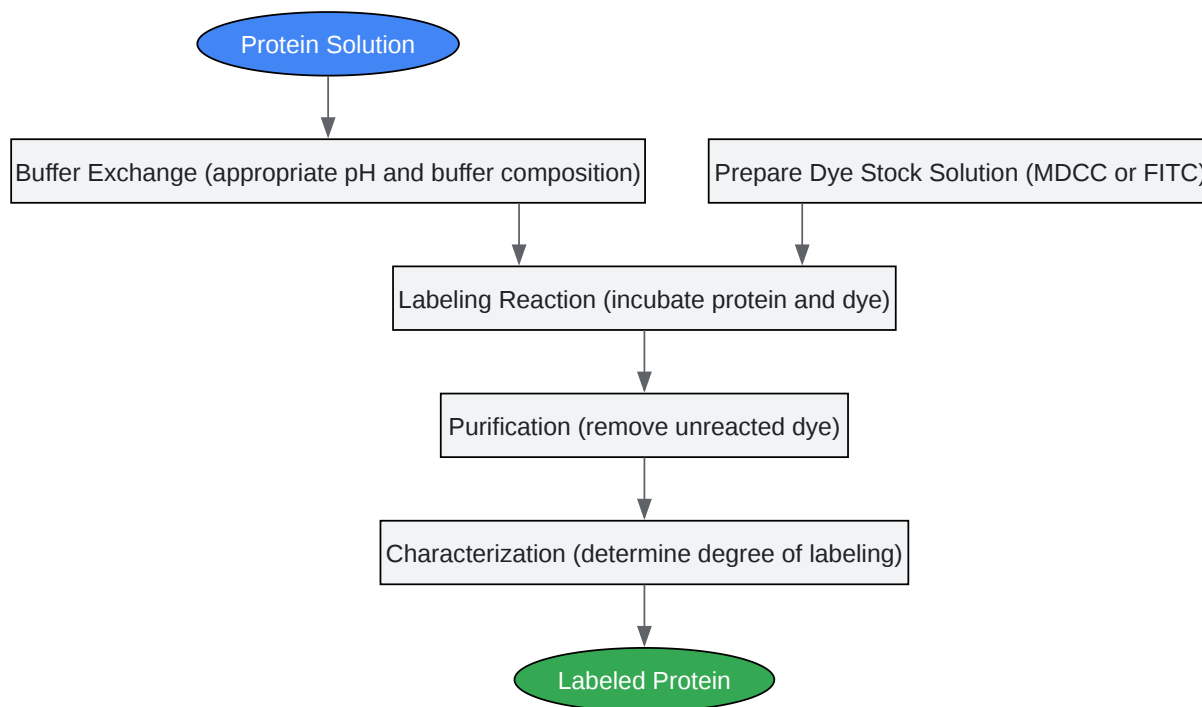 Protein Solution
Buffer Exchange (appropriate pH and buffer composition)
Prepare Dye Stock Solution (MDCC or FITC)
Labeling Reaction (incubate protein and dye)
Purification (remove unreacted dye)
Characterization (determine degree of labeling)
Labeled Protein